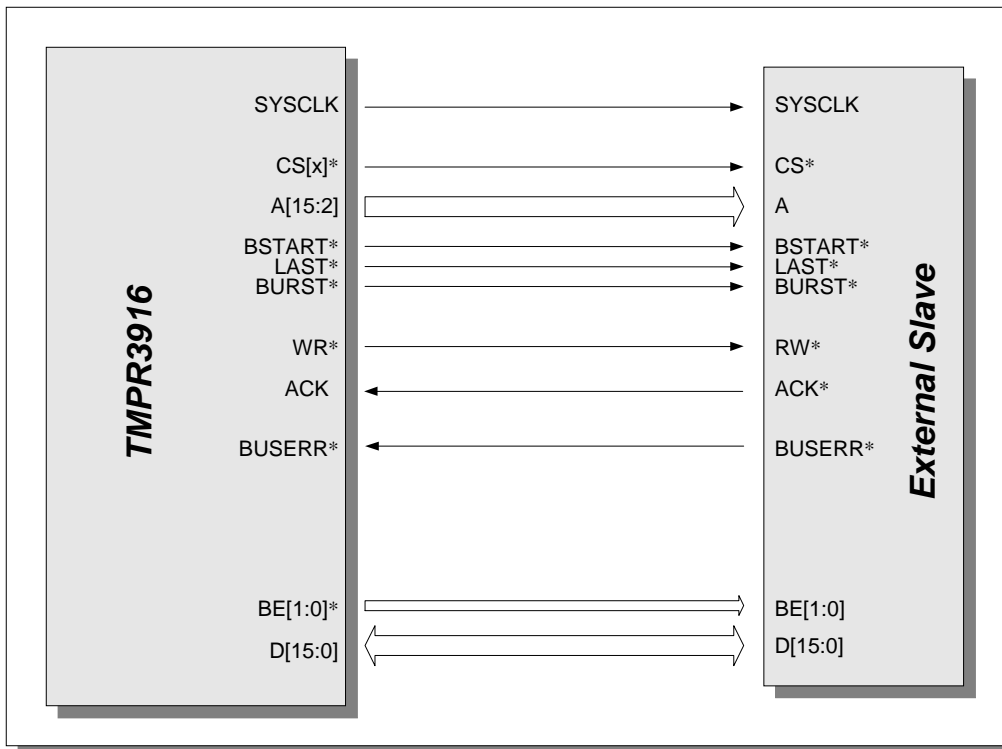 TMPR3916
SYSCLK
CS[x]*
A[15:2]
BSTART*
LAST*
BURST*
WR*
ACK
BUSERR*
BE[1:0]*
D[15:0]
SYSCLK
CS*
A
BSTART*
LAST*
BURST*
RW*
ACK*
BUSERR*
BE[1:0]
D[15:0]
External Slave